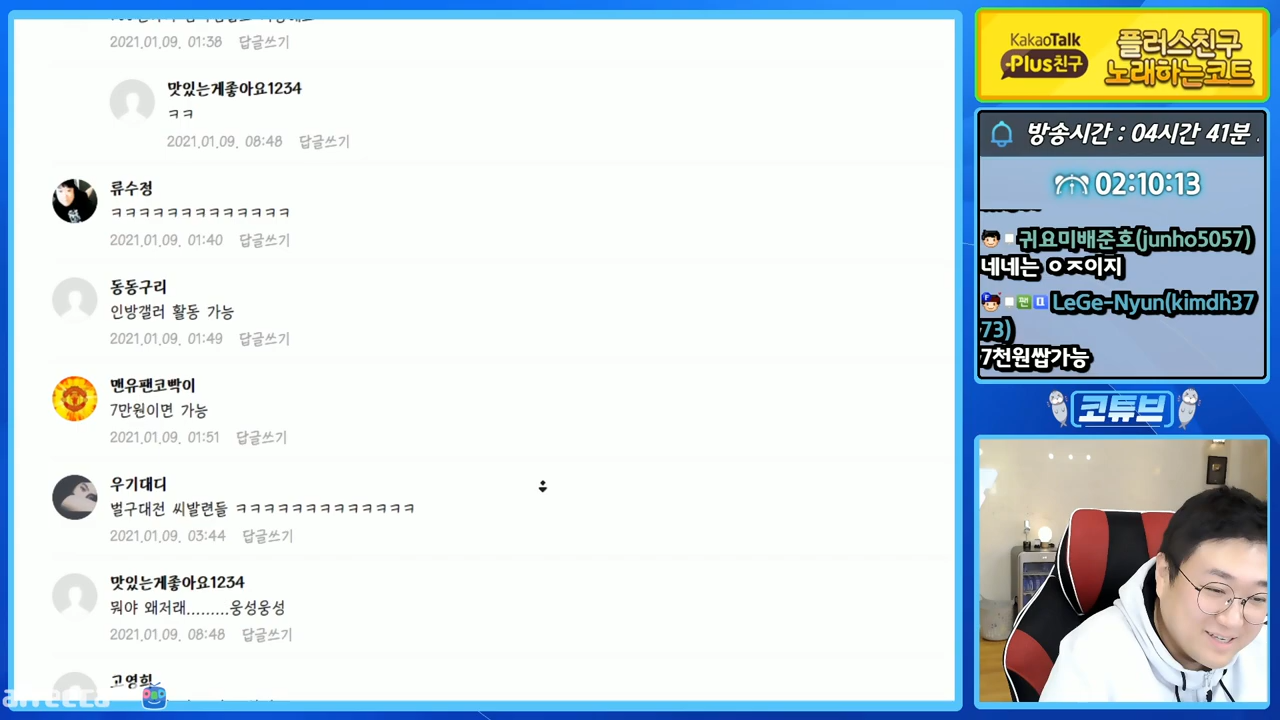 2021.01.09. 01:38 답글쓰기
맛있는게좋아요1234
ㅋㅋ
2021.01.09. 08:48 답글쓰기
류수정
ㅋㅋㅋㅋㅋㅋㅋㅋㅋㅋㅋㅋㅋ
2021.01.09. 01:40 답글쓰기
동동구리
인방갤러 활동 가능
2021.01.09. 01:49 답글쓰기
맨유팬코빡이
7만원이면 가능
2021.01.09. 01:51 답글쓰기
우기대디
벌구대전 씨발련들 ㅋㅋㅋㅋㅋㅋㅋㅋㅋㅋㅋㅋㅋ
2021.01.09. 03:44 답글쓰기
맛있는게좋아요1234
뭐야 왜저래.........웅성웅성
2021.01.09. 08:48 답글쓰기
고영희
KakaoTalk
Plus친구
플러스친구
노래하는코트
방송시간 : 04시간 41분
02:10:13
귀요미배준호(junho5057)
네네는 ㅇㅈ이지
F 팬 LeGe-Nyun(kimdh37
73)
7천원쌉가능
코튜브